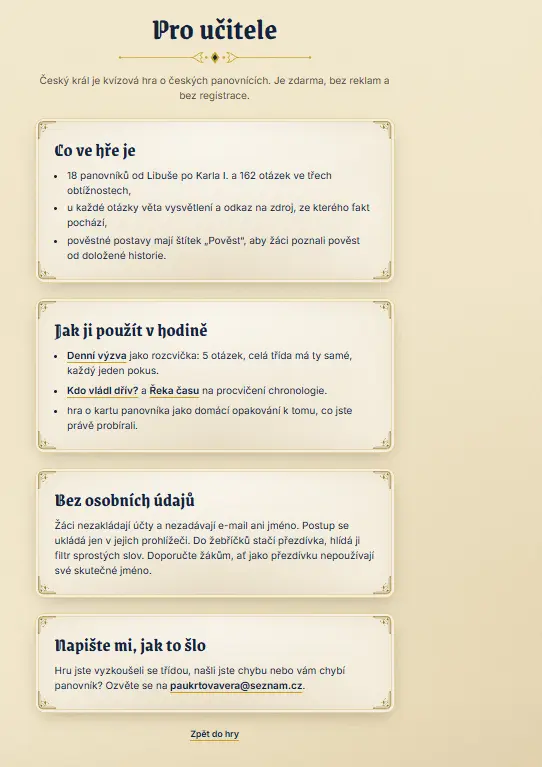 Pro učitele
Český král je kvízová hra o českých panovnících. Je zdarma, bez reklam a
bez registrace.
Co ve hře je
• 18 panovníků od Libuše po Karla I. a 162 otázek ve třech
obtížnostech,
• u každé otázky věta vysvětlení a odkaz na zdroj, ze kterého fakt
pochází,
• pověstné postavy mají štítek „Pověst“, aby žáci poznali pověst
od doložené historie.
Jak ji použít v hodině
• Denní výzva jako rozcvička: 5 otázek, celá třída má ty samé,
každý jeden pokus.
• Kdo vládl dřív? a Řeka času na procvičení chronologie.
• hra o kartu panovníka jako domácí opakování k tomu, co jste
právě probírali.
Bez osobních údajů
Žáci nezakládají účty a nezadávají e-mail ani jméno. Postup se
ukládá jen v jejich prohlížeči. Do žebříčků stačí přezdívka, hlídá ji
filtr sprostých slov. Doporučte žákům, ať jako přezdívku nepoužívají
své skutečné jméno.
Napište mi, jak to šlo
Hru jste vyzkoušeli se třídou, našli jste chybu nebo vám chybí
panovník? Ozvěte se na paukrtovavera@seznam.cz.
Zpět do hry